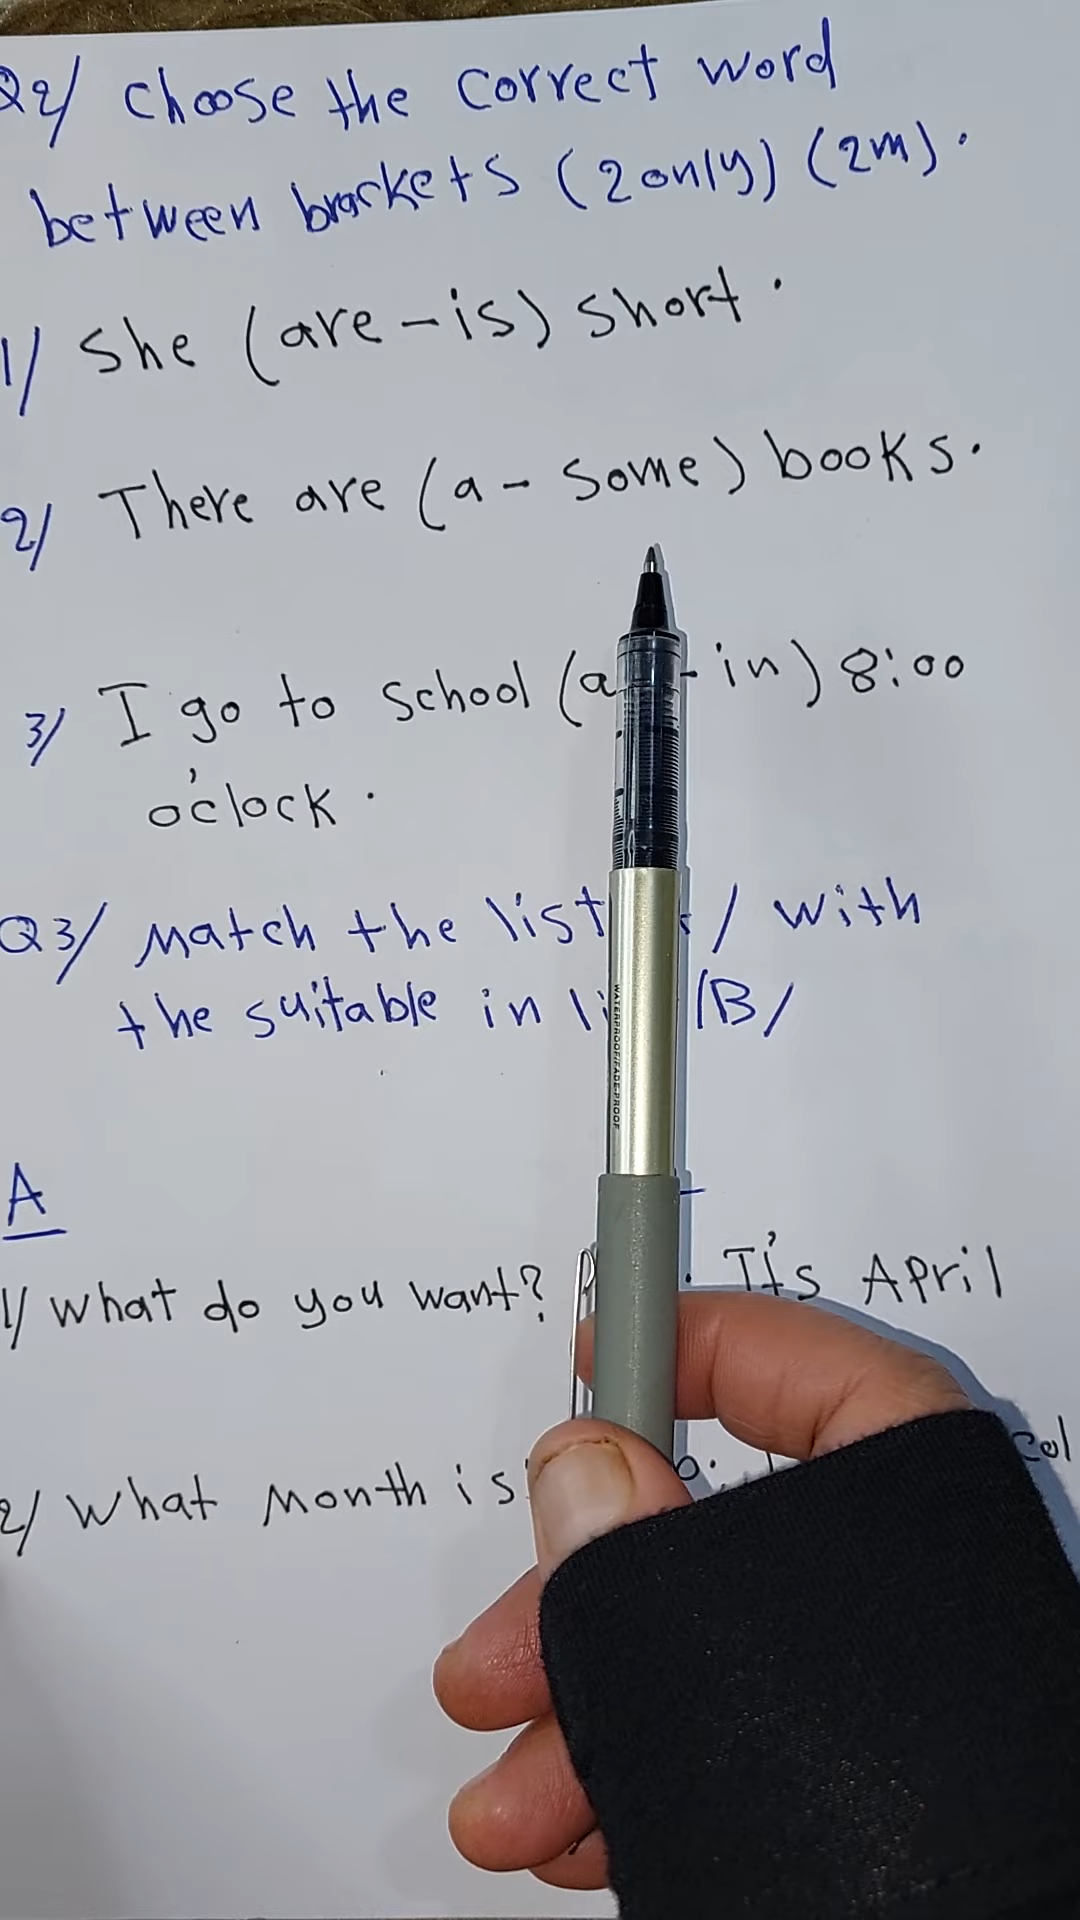 Q2/ choose the correct word
between brackets (2only) (2m).
1/ she (are-is) short.
2/ There are (a- some) books.
3/ I go to school (a - in) 8:00
o'clock.
Q3/ Match the list / with
the suitable in /B/
WATERPROOF/FADE-PROOF
A
1/ what do you want? . It's April
2/ what month is